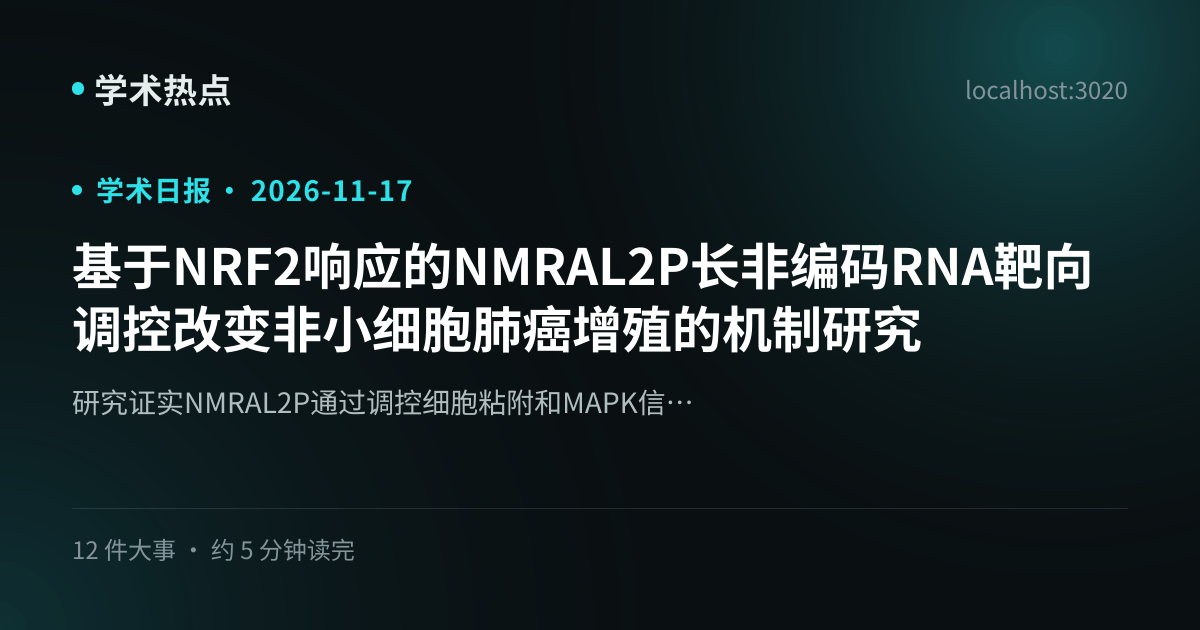 学术热点
localhost:3020
学术日报 · 2026-11-17
基于NRF2响应的NMRAL2P长非编码RNA靶向
调控改变非小细胞肺癌增殖的机制研究
研究证实NMRAL2P通过调控细胞粘附和MAPK信…
12 件大事 · 约 5 分钟读完